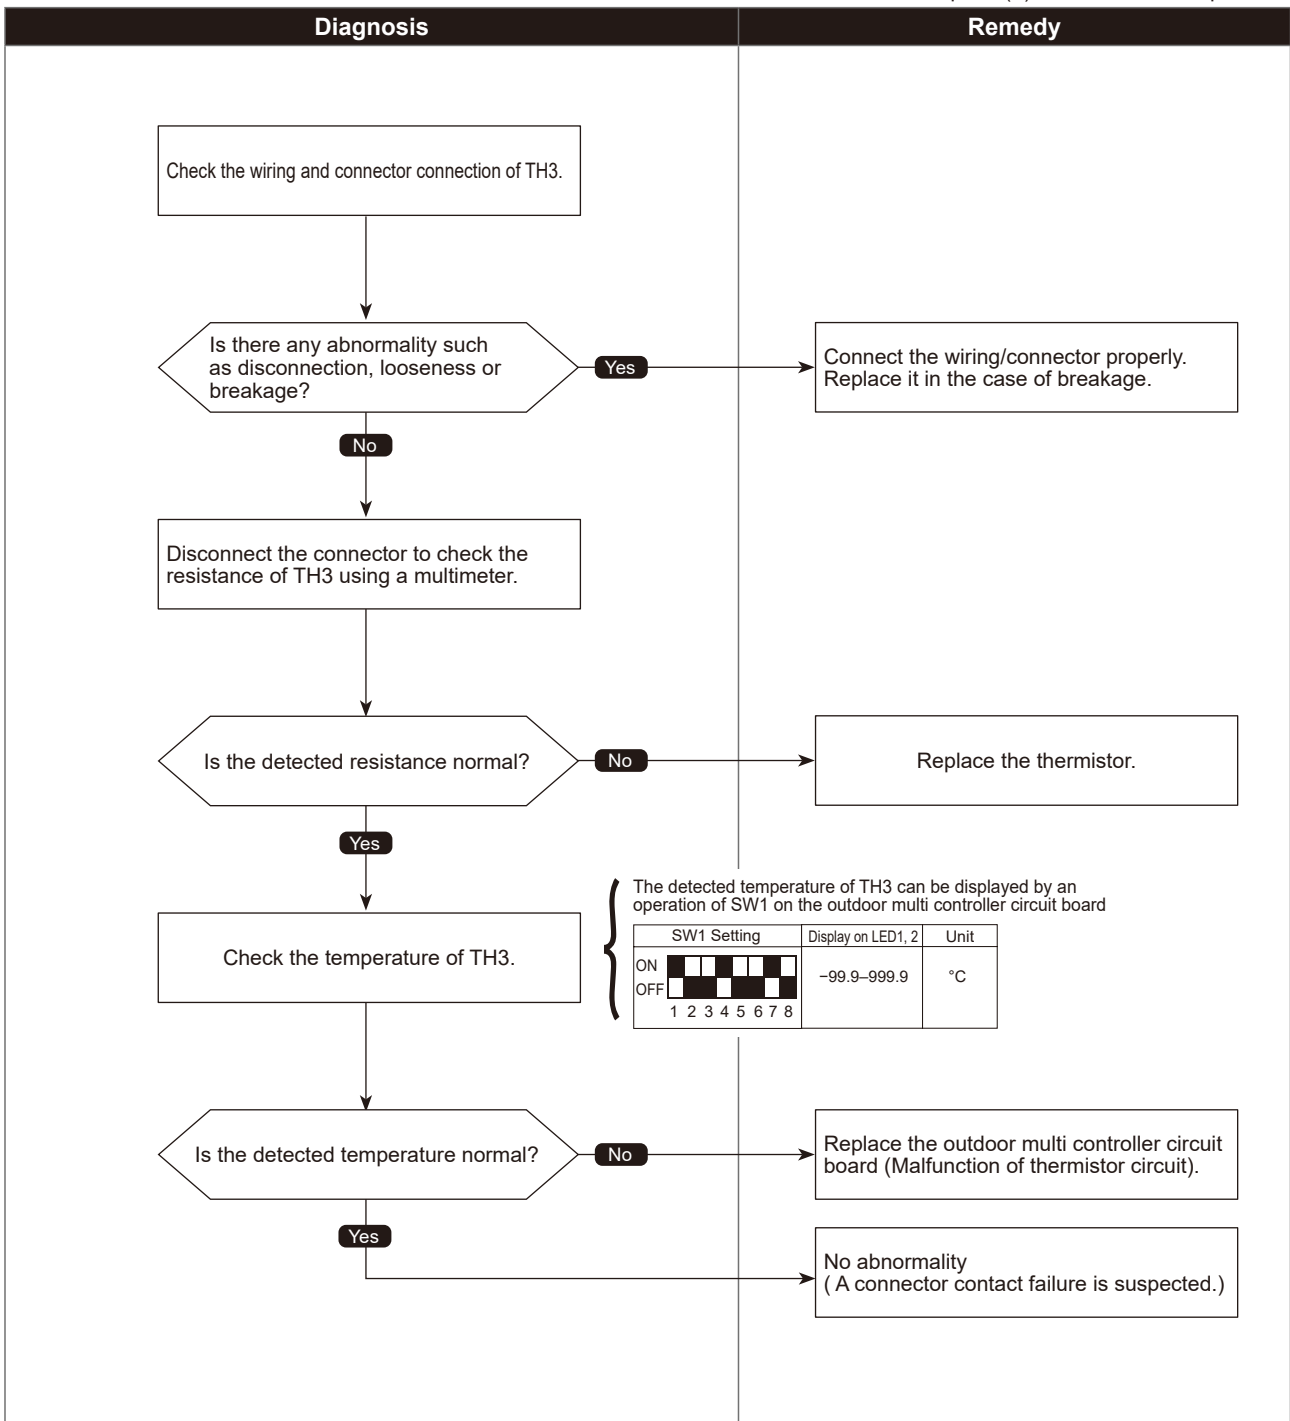 Diagnosis
Remedy
Check the wiring and connector connection of TH3.
Is there any abnormality such
as disconnection, looseness or
breakage?
Yes
Connect the wiring/connector properly.
Replace it in the case of breakage.
No
Disconnect the connector to check the
resistance of TH3 using a multimeter.
Is the detected resistance normal?
No
Replace the thermistor.
Yes
The detected temperature of TH3 can be displayed by an
operation of SW1 on the outdoor multi controller circuit board
Check the temperature of TH3.
SW1 Setting
Display on LED1, 2
Unit
ON
OFF
1 2 3 4 5 6 7 8
−99.9–999.9
°C
Is the detected temperature normal?
No
Replace the outdoor multi controller circuit
board (Malfunction of thermistor circuit).
Yes
No abnormality
( A connector contact failure is suspected.)